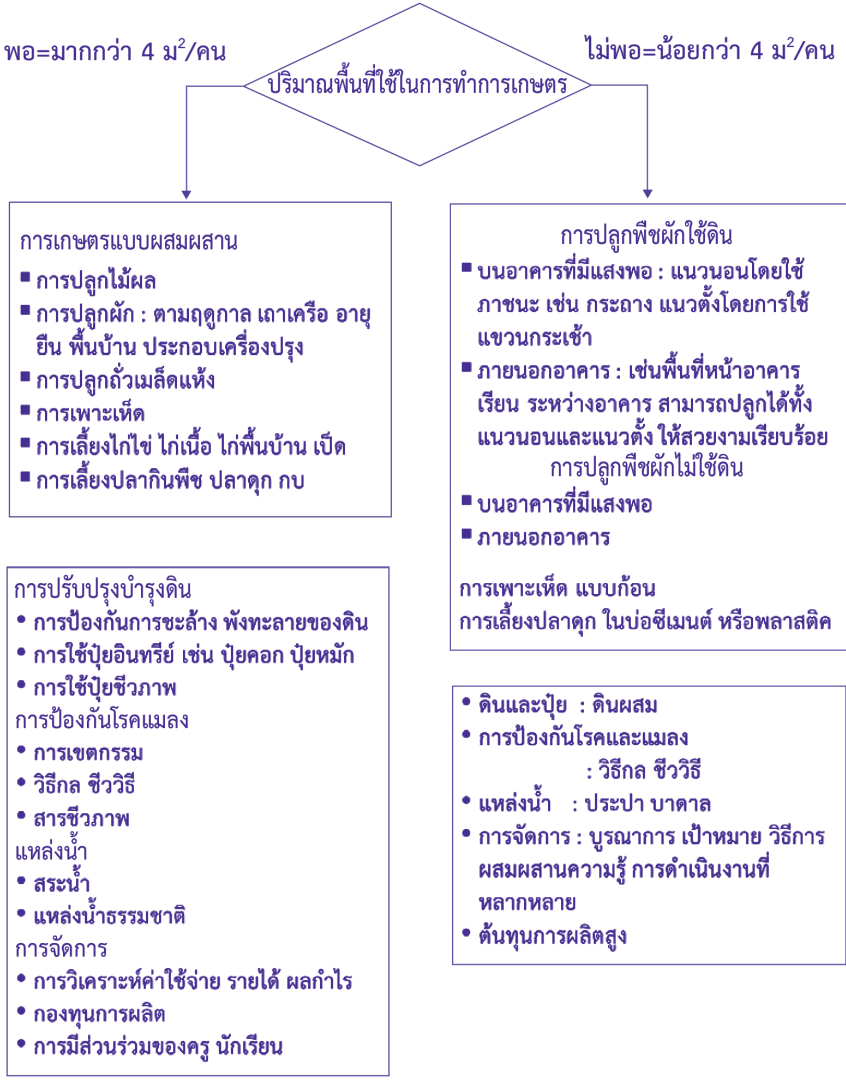 พอ=มากกว่า 4 ม²/คน
ไม่พอ=น้อยกว่า 4 ม²/คน
ปริมาณพื้นที่ใช้ในการทำการเกษตร
การเกษตรแบบผสมผสาน
▪ การปลูกไม้ผล
▪ การปลูกผัก : ตามฤดูกาล เถาเครือ อายุ
ยืน พื้นบ้าน ประกอบเครื่องปรุง
▪ การปลูกถั่วเมล็ดแห้ง
▪ การเพาะเห็ด
▪ การเลี้ยงไก่ไข่ ไก่เนื้อ ไก่พื้นบ้าน เป็ด
▪ การเลี้ยงปลากินพืช ปลาดุก กบ
การปรับปรุงบำรุงดิน
• การป้องกันการชะล้าง พังทะลายของดิน
• การใช้ปุ๋ยอินทรีย์ เช่น ปุ๋ยคอก ปุ๋ยหมัก
• การใช้ปุ๋ยชีวภาพ
การป้องกันโรคแมลง
• การเขตกรรม
• วิธีกล ชีววิธี
• สารชีวภาพ
แหล่งน้ำ
• สระน้ำ
• แหล่งน้ำธรรมชาติ
การจัดการ
• การวิเคราะห์ค่าใช้จ่าย รายได้ ผลกำไร
• กองทุนการผลิต
• การมีส่วนร่วมของครู นักเรียน
การปลูกพืชผักใช้ดิน
▪ บนอาคารที่มีแสงพอ : แนวนอนโดยใช้
ภาชนะ เช่น กระถาง แนวตั้งโดยการใช้
แขวนกระเช้า
▪ ภายนอกอาคาร : เช่นพื้นที่หน้าอาคาร
เรียน ระหว่างอาคาร สามารถปลูกได้ทั้ง
แนวนอนและแนวตั้ง ให้สวยงามเรียบร้อย
การปลูกพืชผักไม่ใช้ดิน
▪ บนอาคารที่มีแสงพอ
▪ ภายนอกอาคาร
การเพาะเห็ด แบบก้อน
การเลี้ยงปลาดุก ในบ่อซีเมนต์ หรือพลาสติค
• ดินและปุ๋ย : ดินผสม
• การป้องกันโรคและแมลง
: วิธีกล ชีววิธี
• แหล่งน้ำ : ประปา บาดาล
• การจัดการ : บูรณาการ เป้าหมาย วิธีการ
ผสมผสานความรู้ การดำเนินงานที่
หลากหลาย
• ต้นทุนการผลิตสูง